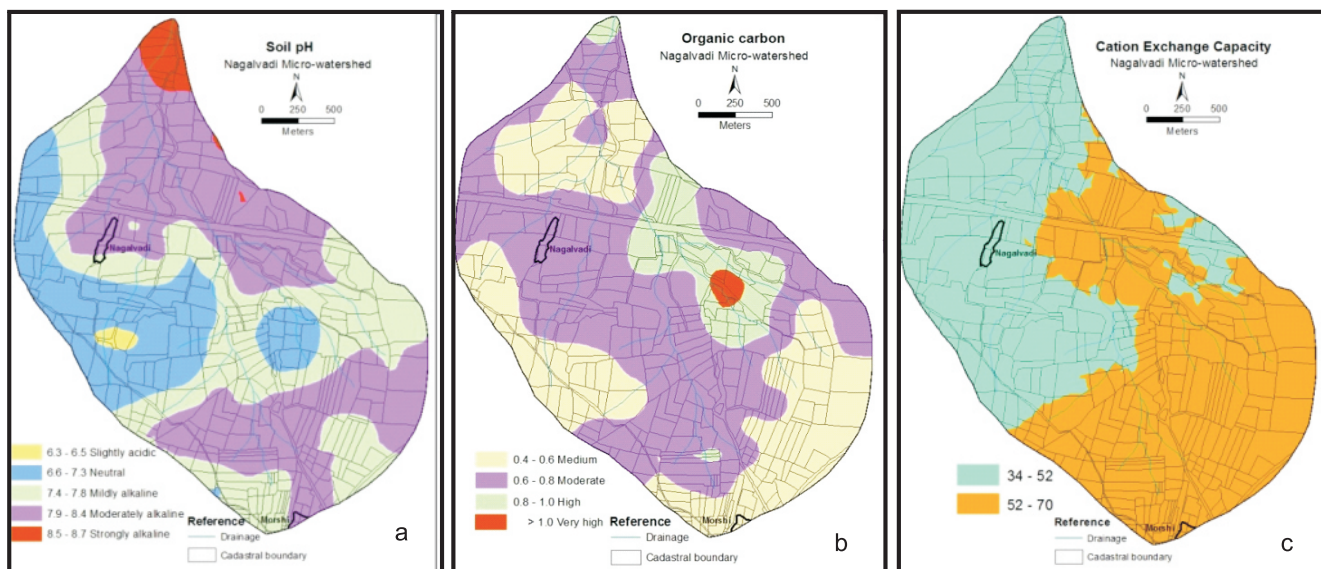 Soil pH
Nagalvadi Micro-watershed
N
0 250 500
Meters
Nagalvadi
6.3 - 6.5 Slightly acidic
6.6 - 7.3 Neutral
7.4 - 7.8 Mildly alkaline
7.9 - 8.4 Moderately alkaline
8.5 - 8.7 Strongly alkaline
Reference
Drainage
Cadastral boundary
Morshi
a
Organic carbon
Nagalvadi Micro-watershed
N
0 250 500
Meters
Nagalvadi
0.4 - 0.6 Medium
0.6 - 0.8 Moderate
0.8 - 1.0 High
> 1.0 Very high
Reference
Drainage
Cadastral boundary
Morshi
b
Cation Exchange Capacity
Nagalvadi Micro-watershed
N
0 250 500
Meters
Nagalvadi
34 - 52
52 - 70
Reference
Drainage
Cadastral boundary
Morshi
c